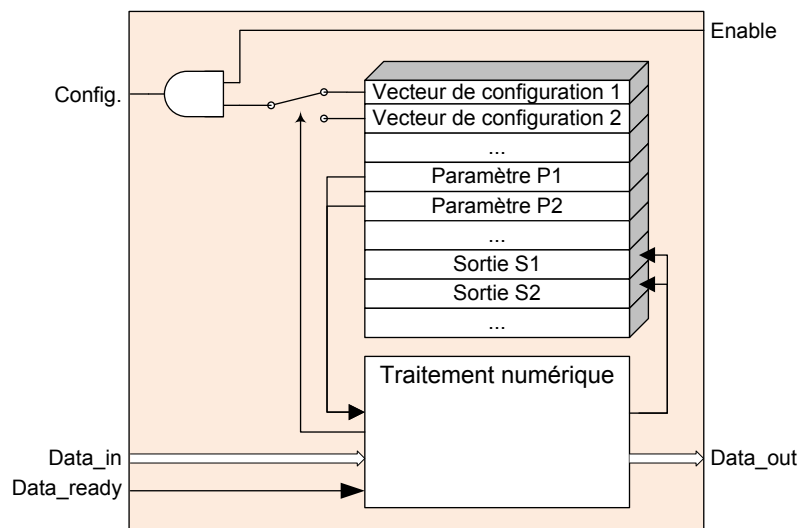 Enable
Config.
Vecteur de configuration 1
Vecteur de configuration 2
...
Paramètre P1
Paramètre P2
...
Sortie S1
Sortie S2
...
Traitement numérique
Data_in
Data_out
Data_ready